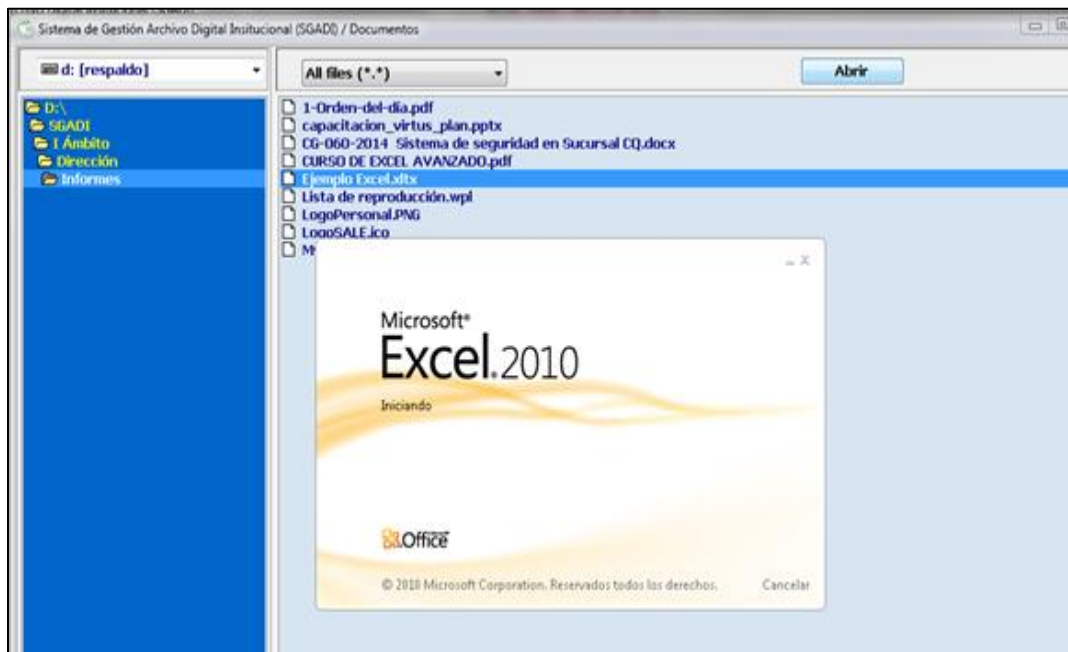 Sistema de Gestión Archivo Digital Insitucional (SGADI) / Documentos
d: [respaldo]
All files (*.*)
Abrir
D:\
SGADI
I Ámbito
Dirección
Informes
1-Orden-del-día.pdf
capacitacion_virtus_plan.pptx
CG-060-2014 Sistema de seguridad en Sucursal CQ.docx
CURSO DE EXCEL AVANZADO.pdf
Ejemplo Excel.xltx
Lista de reproducción.wpl
LogoPersonal.PNG
LogoSALE.ico
Microsoft®
Excel®2010
Iniciando
Office
© 2010 Microsoft Corporation. Reservados todos los derechos.
Cancelar